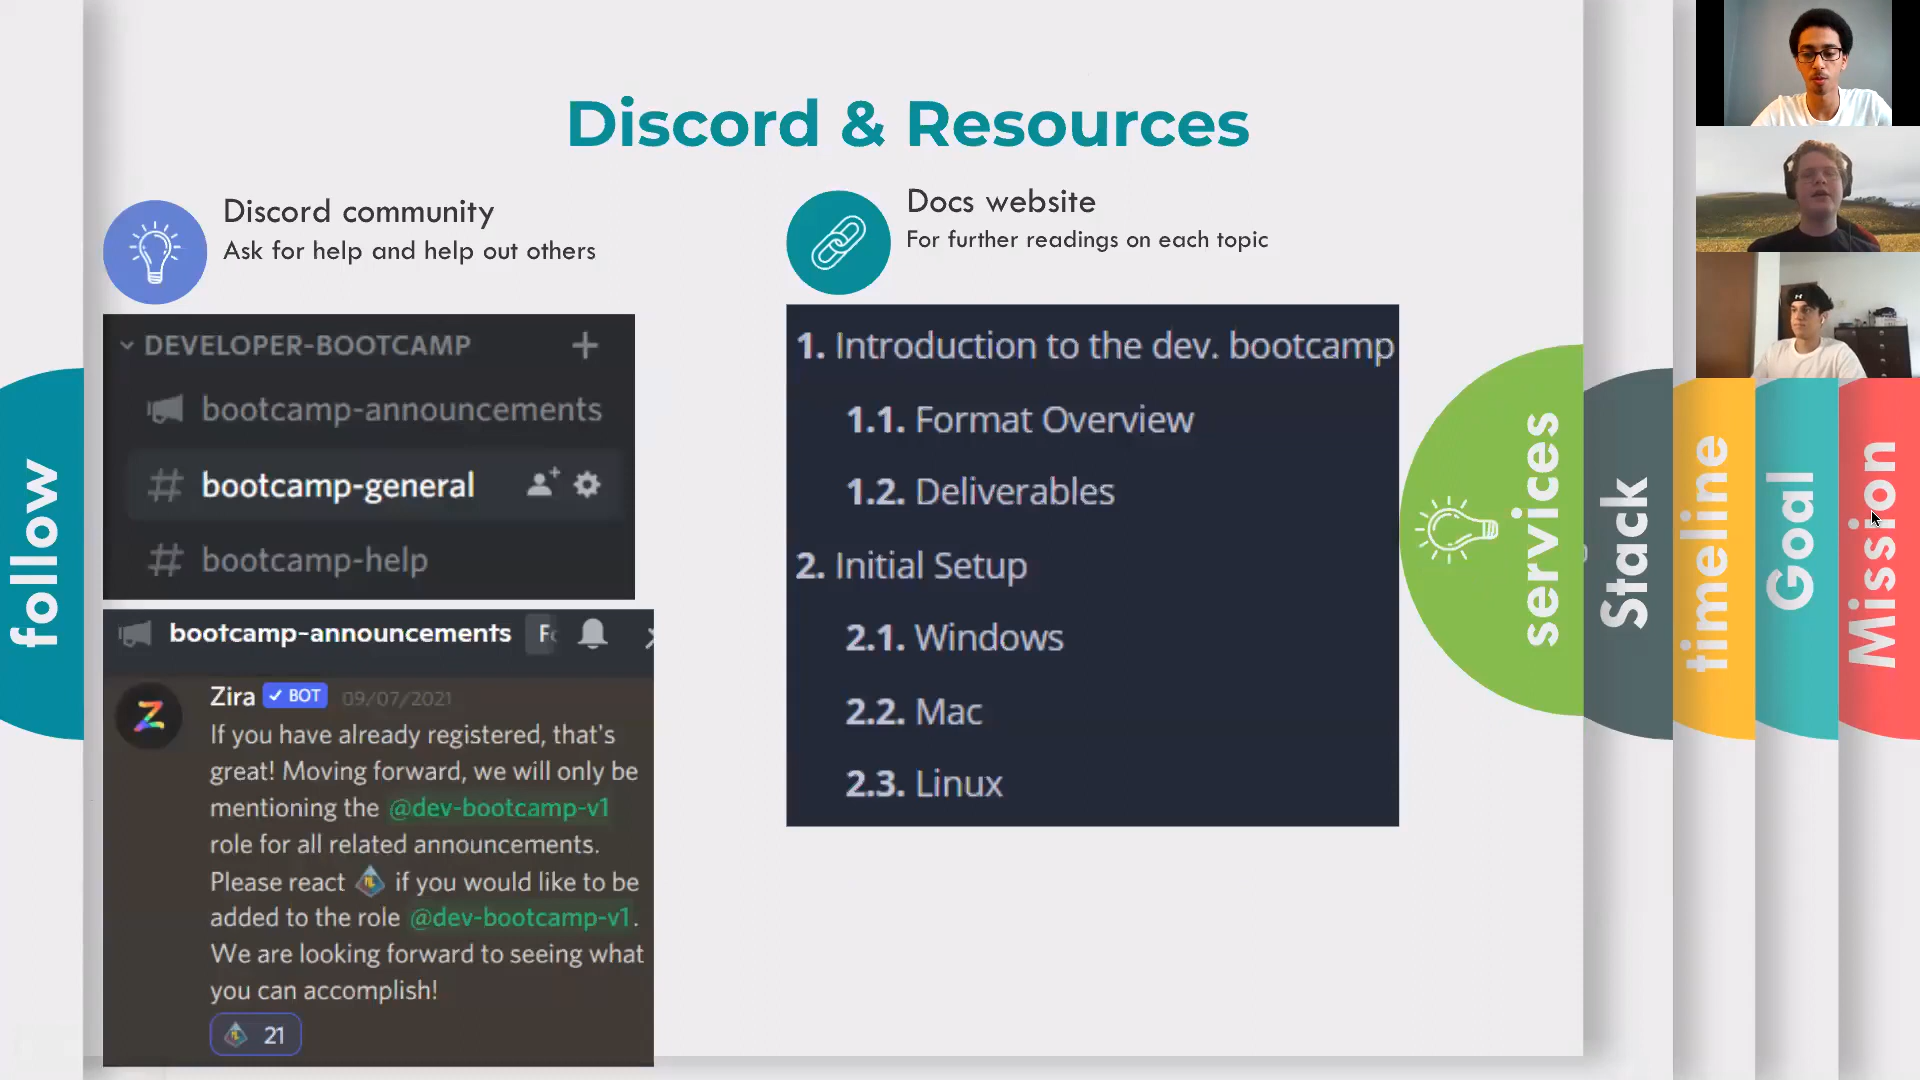 Discord & Resources
Discord community
Ask for help and help out others
DEVELOPER-BOOTCAMP
bootcamp-announcements
bootcamp-general
bootcamp-help
bootcamp-announcements
Zira BOT 09/07/2021
If you have already registered, that's
great! Moving forward, we will only be
mentioning the @dev-bootcamp-v1
role for all related announcements.
Please react if you would like to be
added to the role @dev-bootcamp-v1.
We are looking forward to seeing what
you can accomplish!
21
Docs website
For further readings on each topic
1. Introduction to the dev. bootcamp
1.1. Format Overview
1.2. Deliverables
2. Initial Setup
2.1. Windows
2.2. Mac
2.3. Linux
follow
services
Stack
timeline
Goal
Mission